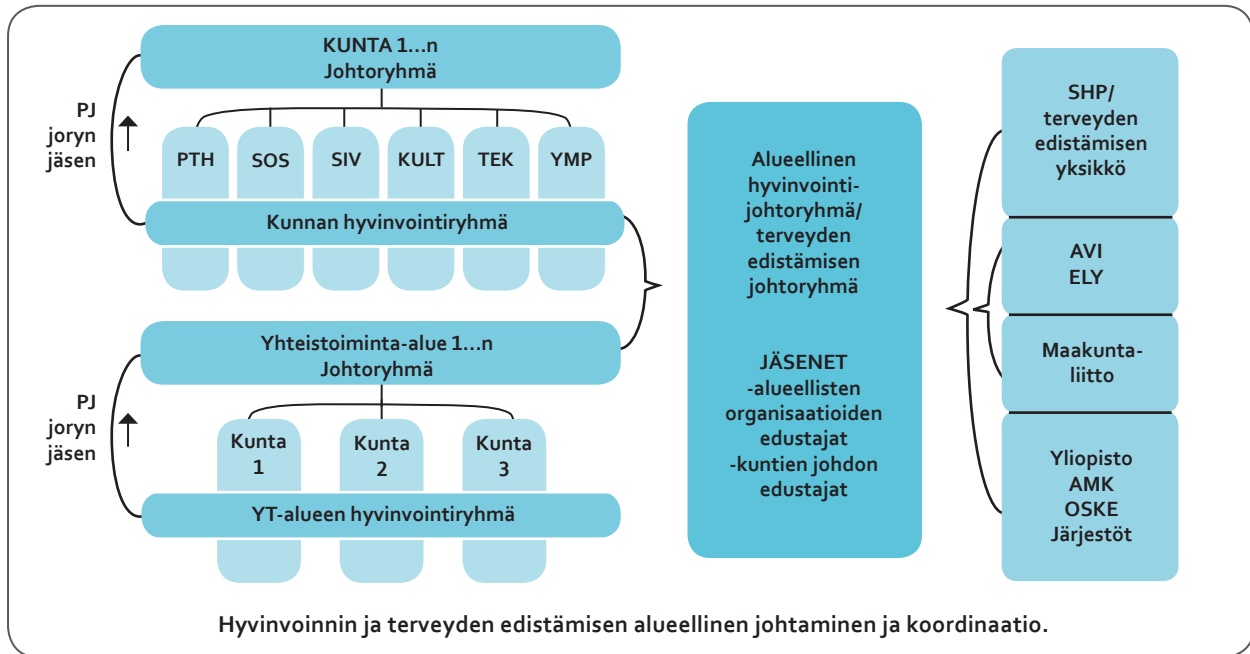 KUNTA 1...n
Johtoryhmä
PJ
joryn
jäsen
PTH
SOS
SIV
KULT
TEK
YMP
Kunnan hyvinvointiryhmä
Yhteistoiminta-alue 1...n
Johtoryhmä
PJ
joryn
jäsen
Kunta
1
Kunta
2
Kunta
3
YT-alueen hyvinvointiryhmä
Alueellinen
hyvinvointi-
johtoryhmä/
terveyden
edistämisen
johtoryhmä
JÄSENET
-alueellisten
organisaatioiden
edustajat
-kuntien johdon
edustajat
SHP/
terveyden
edistämisen
yksikkö
AVI
ELY
Maakunta-
liitto
Yliopisto
AMK
OSKE
Järjestöt
Hyvinvoinnin ja terveyden edistämisen alueellinen johtaminen ja koordinaatio.